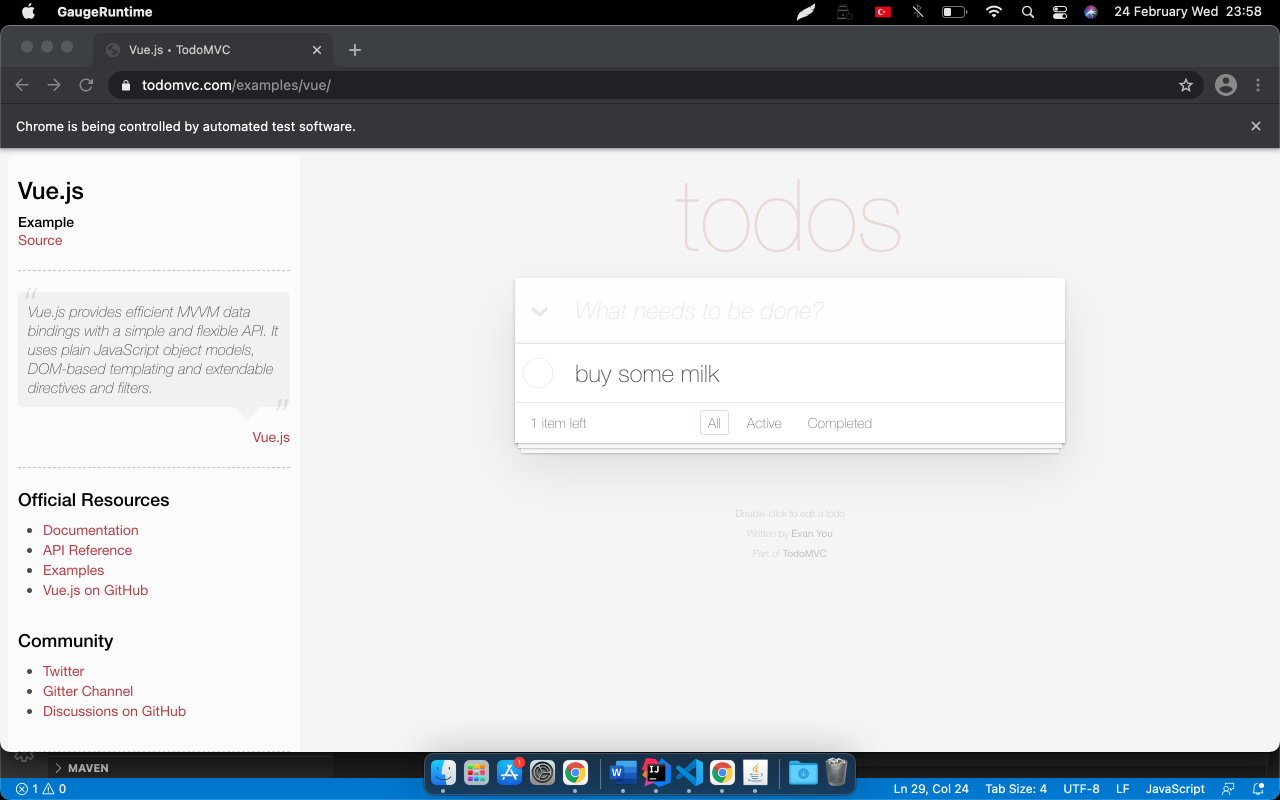 GaugeRuntime
24 February Wed 23:58
Vue.js • TodoMVC
todomvc.com/examples/vue/
Chrome is being controlled by automated test software.
Vue.js
Example
Source
“
Vue.js provides efficient MVVM data
bindings with a simple and flexible API. It
uses plain JavaScript object models,
DOM-based templating and extendable
directives and filters.
”
Vue.js
Official Resources
• Documentation
• API Reference
• Examples
• Vue.js on GitHub
Community
• Twitter
• Gitter Channel
• Discussions on GitHub
todos
What needs to be done?
buy some milk
1 item left
All
Active
Completed
Double-click to edit a todo
Written by Evan You
Part of TodoMVC
MAVEN
1
W
IJ
1 0
Ln 29, Col 24
Tab Size: 4
UTF-8
LF
JavaScript